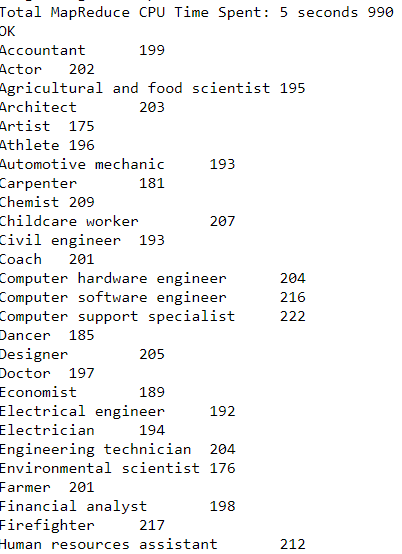 Total MapReduce CPU Time Spent: 5 seconds 990
OK
Accountant 199
Actor 202
Agricultural and food scientist 195
Architect 203
Artist 175
Athlete 196
Automotive mechanic 193
Carpenter 181
Chemist 209
Childcare worker 207
Civil engineer 193
Coach 201
Computer hardware engineer 204
Computer software engineer 216
Computer support specialist 222
Dancer 185
Designer 205
Doctor 197
Economist 189
Electrical engineer 192
Electrician 194
Engineering technician 204
Environmental scientist 176
Farmer 201
Financial analyst 198
Firefighter 217
Human resources assistant 212